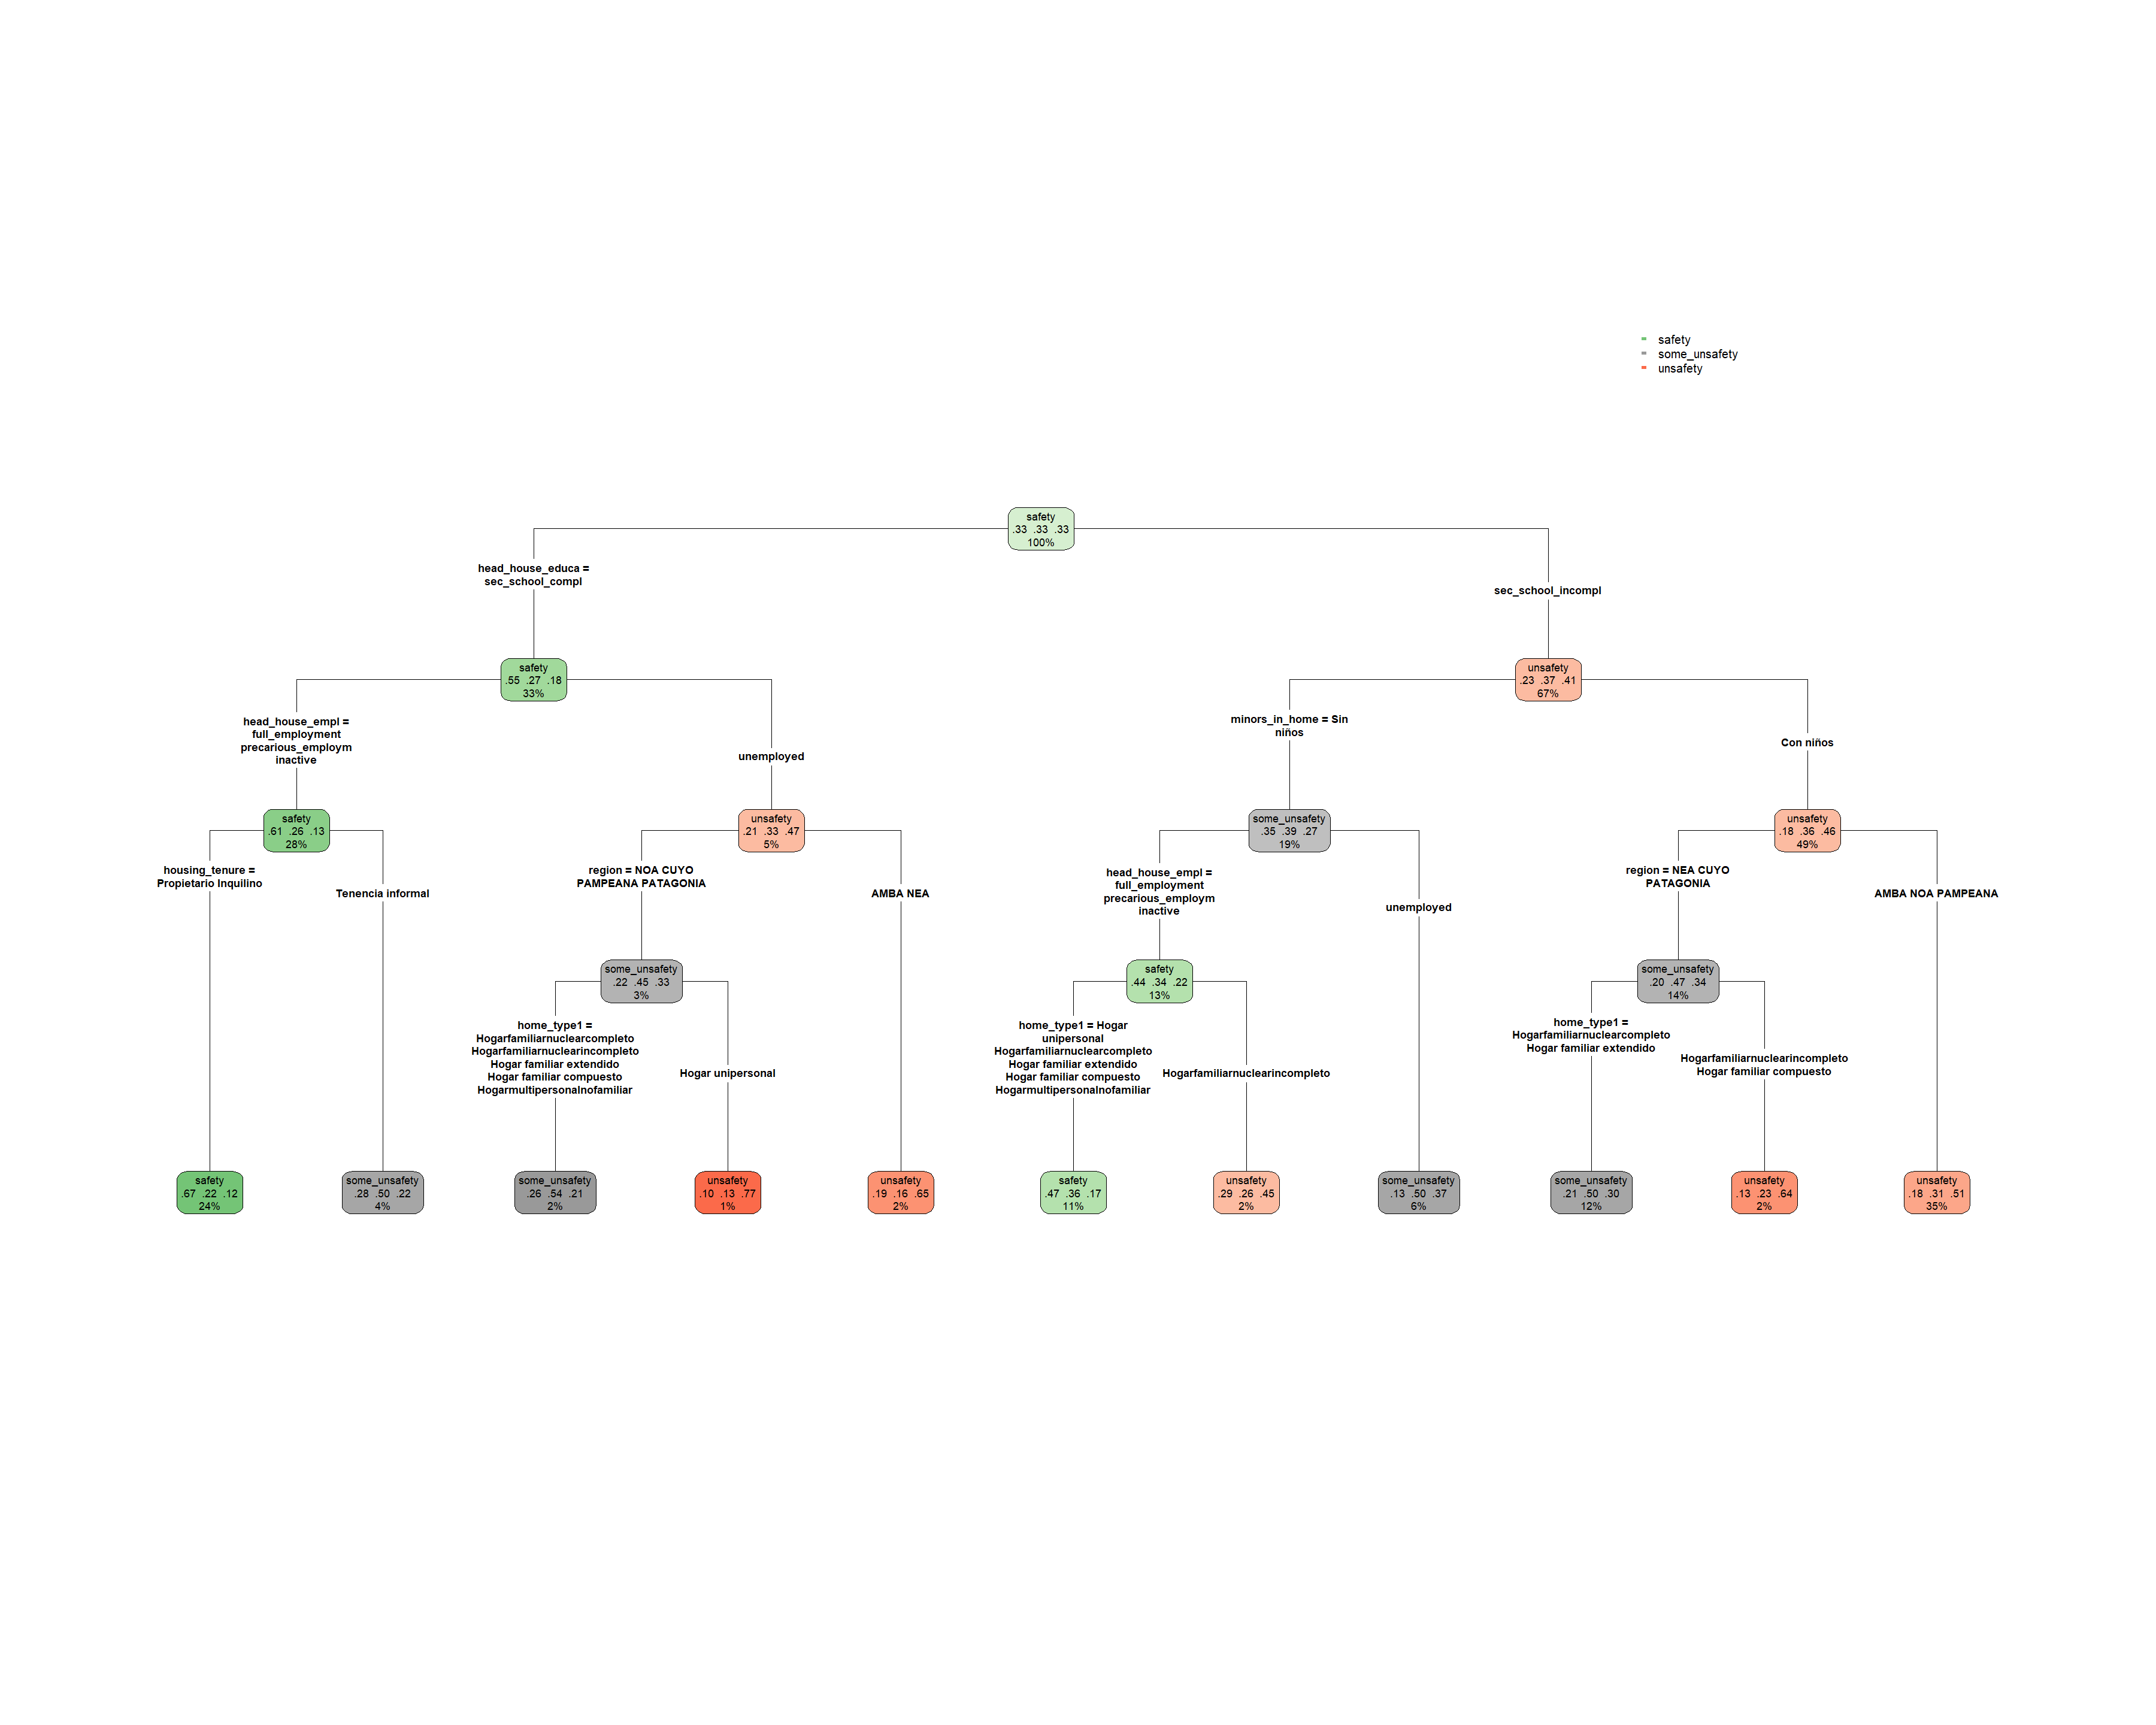 safety
some_unsafety
unsafety
safety
.33 .33 .33
100%
head_house_educa =
sec_school_compl
sec_school_incompl
safety
.55 .27 .18
33%
unsafety
.23 .37 .41
67%
head_house_empl =
full_employment
precarious_employm
inactive
unemployed
minors_in_home = Sin
niños
Con niños
safety
.61 .26 .13
28%
unsafety
.21 .33 .47
5%
some_unsafety
.35 .39 .27
19%
unsafety
.18 .36 .46
49%
housing_tenure =
Propietario Inquilino
Tenencia informal
region = NOA CUYO
PAMPEANA PATAGONIA
AMBA NEA
head_house_empl =
full_employment
precarious_employm
inactive
unemployed
region = NEA CUYO
PATAGONIA
AMBA NOA PAMPEANA
some_unsafety
.22 .45 .33
3%
safety
.44 .34 .22
13%
some_unsafety
.20 .47 .34
14%
home_type1 =
Hogarfamiliarnuclearcompleto
Hogarfamiliarnuclearincompleto
Hogar familiar extendido
Hogar familiar compuesto
Hogarmultipersonalnofamiliar
Hogar unipersonal
home_type1 = Hogar
unipersonal
Hogarfamiliarnuclearcompleto
Hogar familiar extendido
Hogar familiar compuesto
Hogarmultipersonalnofamiliar
Hogarfamiliarnuclearincompleto
home_type1 =
Hogarfamiliarnuclearcompleto
Hogar familiar extendido
Hogarfamiliarnuclearincompleto
Hogar familiar compuesto
safety
.67 .22 .12
24%
some_unsafety
.28 .50 .22
4%
some_unsafety
.26 .54 .21
2%
unsafety
.10 .13 .77
1%
unsafety
.19 .16 .65
2%
safety
.47 .36 .17
11%
unsafety
.29 .26 .45
2%
some_unsafety
.13 .50 .37
6%
some_unsafety
.21 .50 .30
12%
unsafety
.13 .23 .64
2%
unsafety
.18 .31 .51
35%